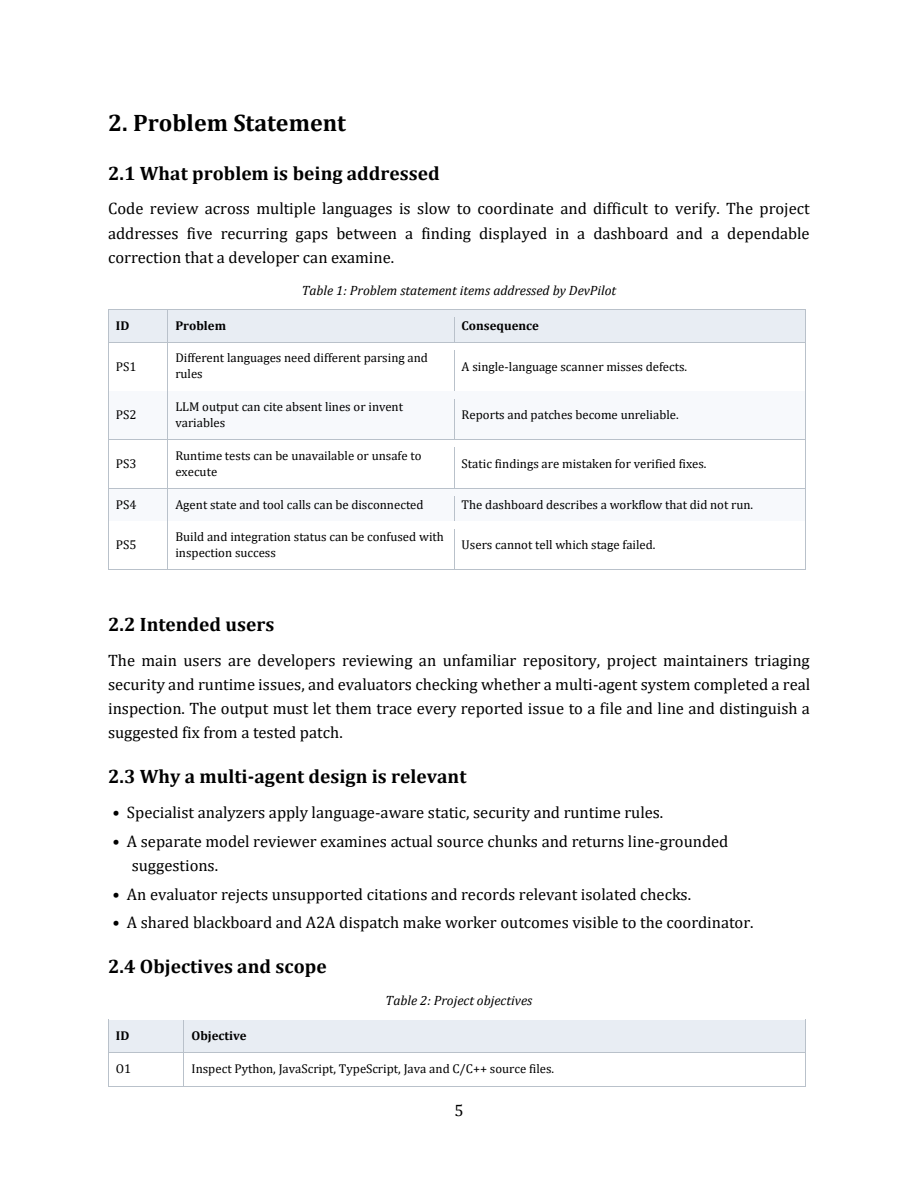 2. Problem Statement
2.1 What problem is being addressed
Code review across multiple languages is slow to coordinate and difficult to verify. The project
addresses five recurring gaps between a finding displayed in a dashboard and a dependable
correction that a developer can examine.
Table 1: Problem statement items addressed by DevPilot
ID Problem Consequence
PS1 Different languages need different parsing and rules A single-language scanner misses defects.
PS2 LLM output can cite absent lines or invent variables Reports and patches become unreliable.
PS3 Runtime tests can be unavailable or unsafe to execute Static findings are mistaken for verified fixes.
PS4 Agent state and tool calls can be disconnected The dashboard describes a workflow that did not run.
PS5 Build and integration status can be confused with inspection success Users cannot tell which stage failed.
2.2 Intended users
The main users are developers reviewing an unfamiliar repository, project maintainers triaging
security and runtime issues, and evaluators checking whether a multi-agent system completed a real
inspection. The output must let them trace every reported issue to a file and line and distinguish a
suggested fix from a tested patch.
2.3 Why a multi-agent design is relevant
• Specialist analyzers apply language-aware static, security and runtime rules.
• A separate model reviewer examines actual source chunks and returns line-grounded
suggestions.
• An evaluator rejects unsupported citations and records relevant isolated checks.
• A shared blackboard and A2A dispatch make worker outcomes visible to the coordinator.
2.4 Objectives and scope
Table 2: Project objectives
ID Objective
O1 Inspect Python, JavaScript, TypeScript, Java and C/C++ source files.
5